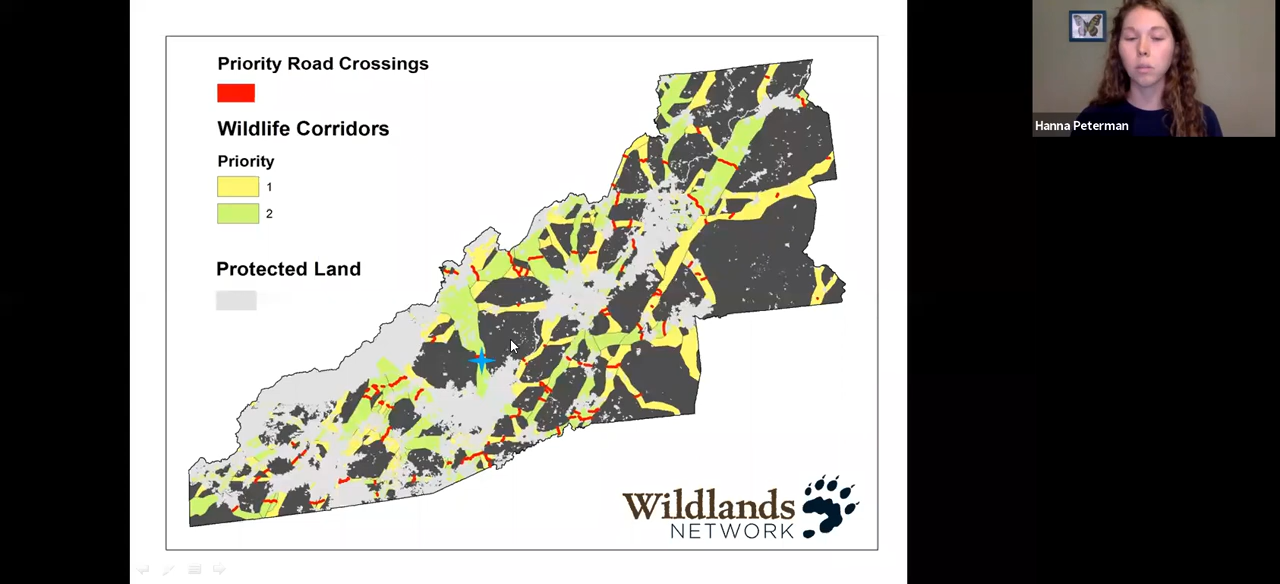 Priority Road Crossings
Wildlife Corridors
Priority
1
2
Protected Land
Wildlands
NETWORK
Hanna Peterman